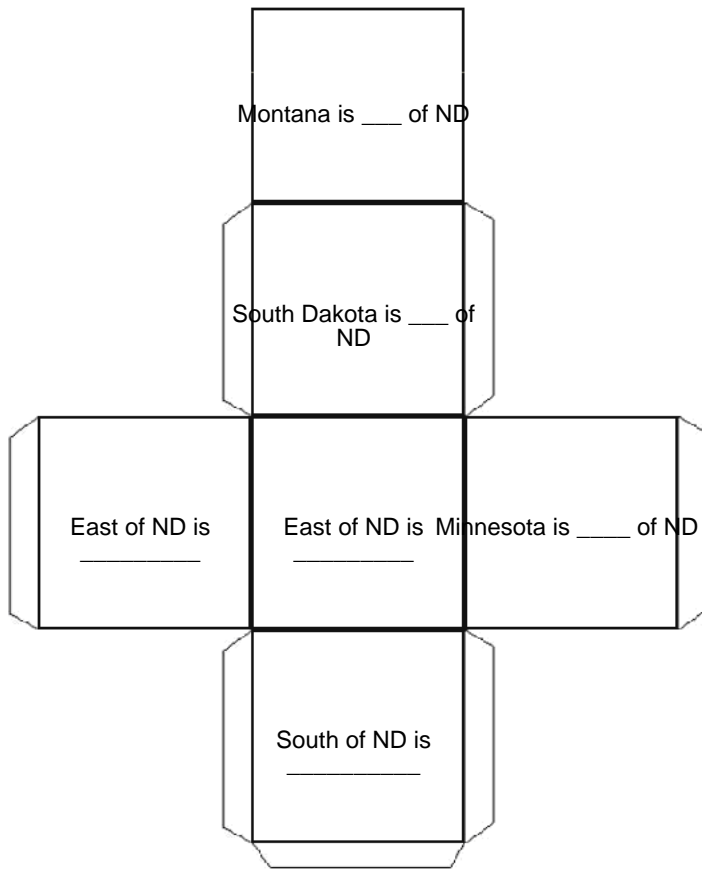 Montana is ___ of ND
South Dakota is ___ of
ND
East of ND is
_________
East of ND is
_________
Minnesota is ____ of ND
South of ND is
__________